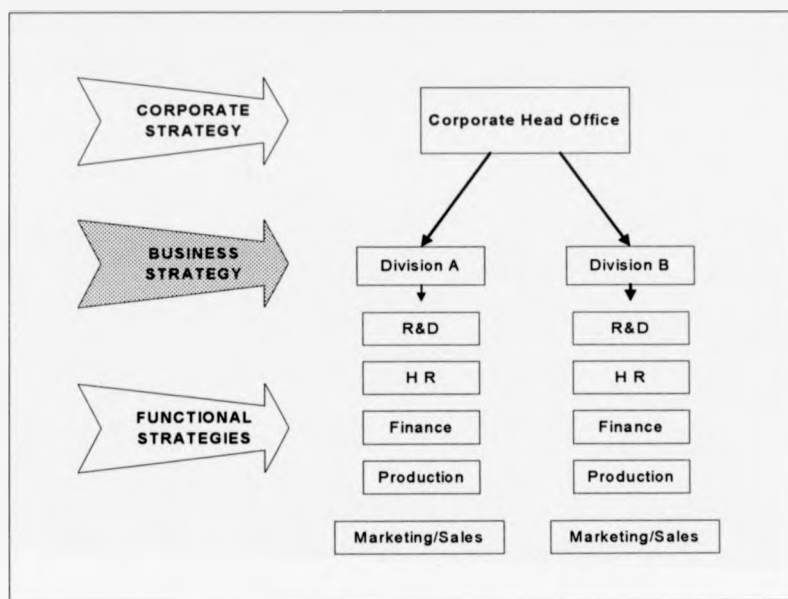 CORPORATE
STRATEGY
Corporate Head Office
BUSINESS
STRATEGY
Division A
Division B
R&D
R&D
H R
H R
FUNCTIONAL
STRATEGIES
Finance
Finance
Production
Production
Marketing/Sales
Marketing/Sales